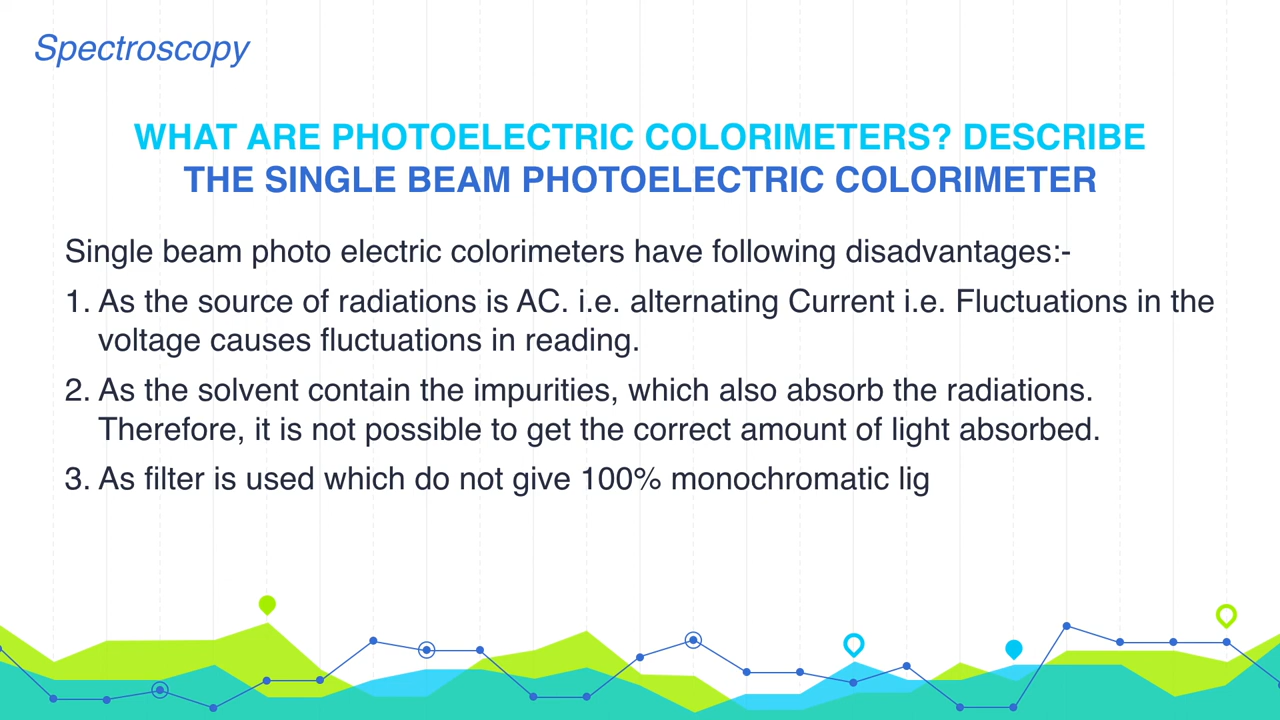 Spectroscopy
WHAT ARE PHOTOELECTRIC COLORIMETERS? DESCRIBE
THE SINGLE BEAM PHOTOELECTRIC COLORIMETER
Single beam photo electric colorimeters have following disadvantages:-
1. As the source of radiations is AC. i.e. alternating Current i.e. Fluctuations in the
voltage causes fluctuations in reading.
2. As the solvent contain the impurities, which also absorb the radiations.
Therefore, it is not possible to get the correct amount of light absorbed.
3. As filter is used which do not give 100% monochromatic lig